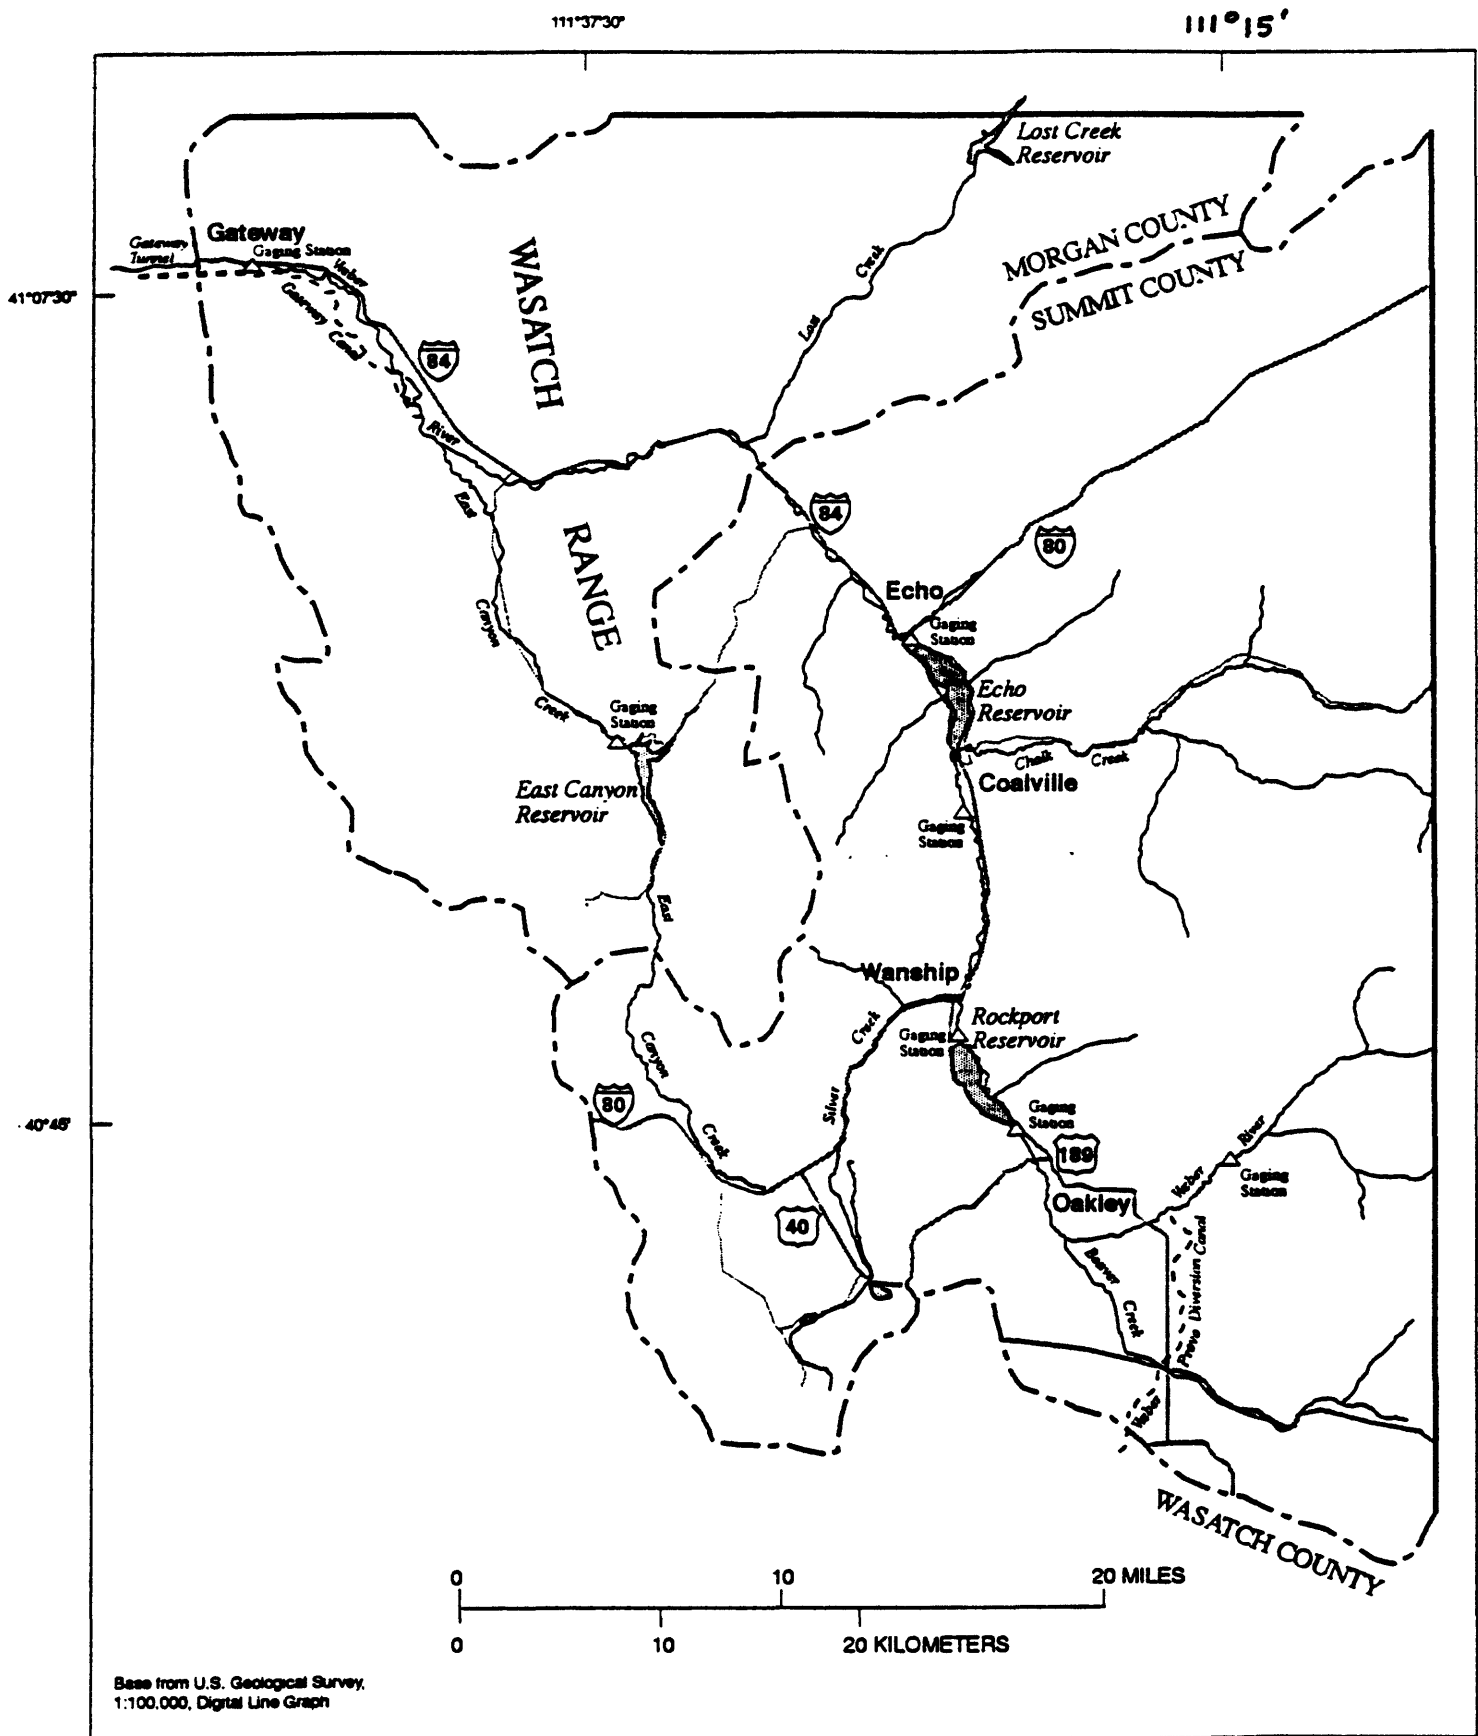 111°37'30"
111°15'
Lost Creek
Reservoir
MORGAN COUNTY
SUMMIT COUNTY
Gateway
Gateway
Tunnel
Gaging Station
Weber
41°07'30"
Gateway Canal
84
WASATCH
Lost Creek
River
East
84
80
RANGE
Echo
Canyon
Gaging
Station
Echo
Reservoir
Creek
Gaging
Station
Chalk Creek
Coalville
East Canyon
Reservoir
Gaging
Station
East
Wanship
Rockport
Reservoir
Creek
Gaging
Station
Canyon
80
Silver
Gaging
Station
40°45'
Creek
189
River
Weber
Gaging
Station
Oakley
40
Beaver
Creek
Provo Diversion Canal
Weber
WASATCH COUNTY
0 10 20 MILES
0 10 20 KILOMETERS
Base from U.S. Geological Survey,
1:100,000, Digital Line Graph